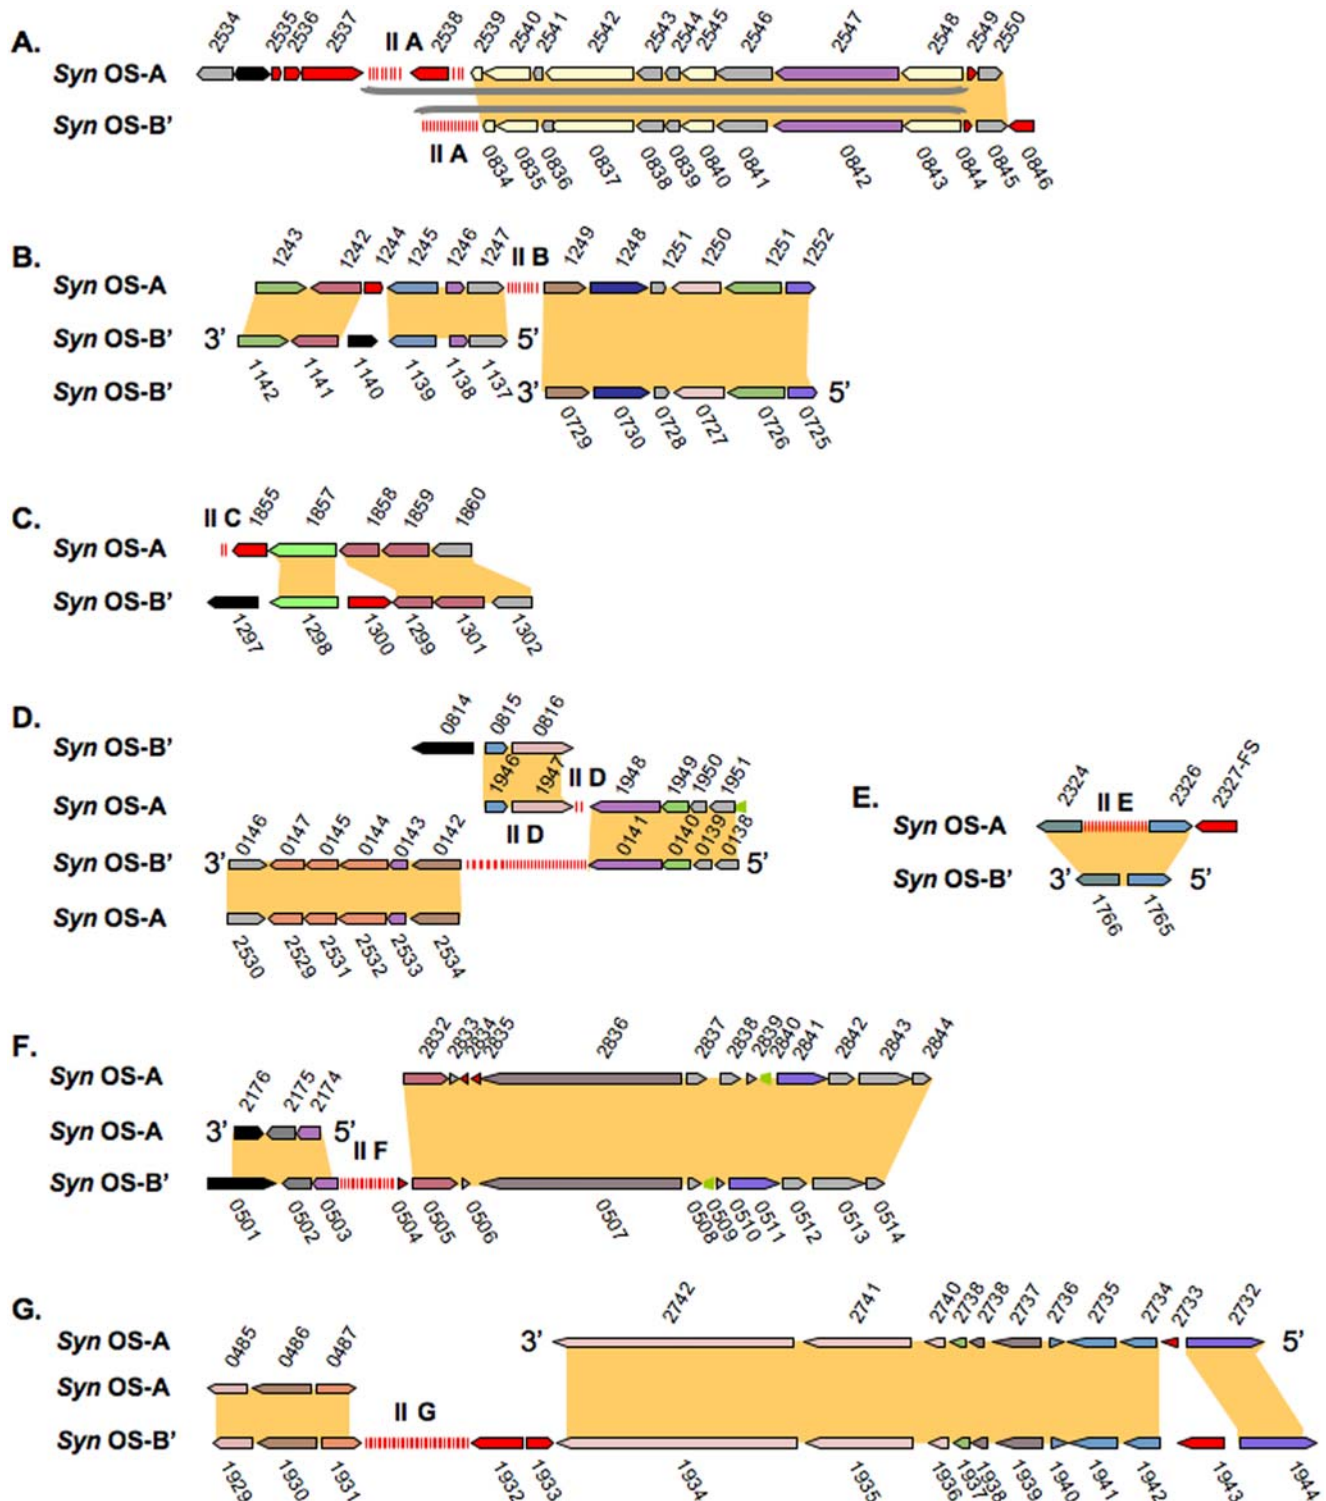 A.
2534 2535 2536 2537 II A 2538 2539 2540 2541 2542 2543 2544 2545 2546 2547 2548 2549 2550
Syn OS-A
Syn OS-B'
II A 0834 0835 0836 0837 0838 0839 0840 0841 0842 0843 0844 0845 0846
B.
1243 1242 1244 1245 1246 1247 II B 1249 1248 1251 1250 1251 1252
Syn OS-A
Syn OS-B' 3' 5'
1142 1141 1140 1139 1138 1137
Syn OS-B' 3' 5'
0729 0730 0728 0727 0726 0725
C.
II C 1855 1857 1858 1859 1860
Syn OS-A
Syn OS-B'
1297 1298 1300 1299 1301 1302
D.
0814 0815 0816
Syn OS-B'
1946 1947 II D 1948 1949 1950 1951
Syn OS-A
0146 0147 0145 0144 0143 0142 II D 0141 0140 0139 0138
Syn OS-B' 3' 5'
Syn OS-A
2530 2529 2531 2532 2533 2534
E.
2324 II E 2326 2327-FS
Syn OS-A
Syn OS-B' 3' 5'
1766 1765
F.
2832 2833 2834 2835 2836 2837 2838 2839 2840 2841 2842 2843 2844
Syn OS-A
2176 2175 2174
Syn OS-A 3' 5'
II F
Syn OS-B'
0501 0502 0503 0504 0505 0506 0507 0508 0509 0510 0511 0512 0513 0514
G.
2742 2741 2740 2738 2738 2737 2736 2735 2734 2733 2732
Syn OS-A 3' 5'
0485 0486 0487
Syn OS-A
II G
Syn OS-B'
1929 1930 1931 1932 1933 1934 1935 1936 1937 1938 1939 1940 1941 1942 1943 1944